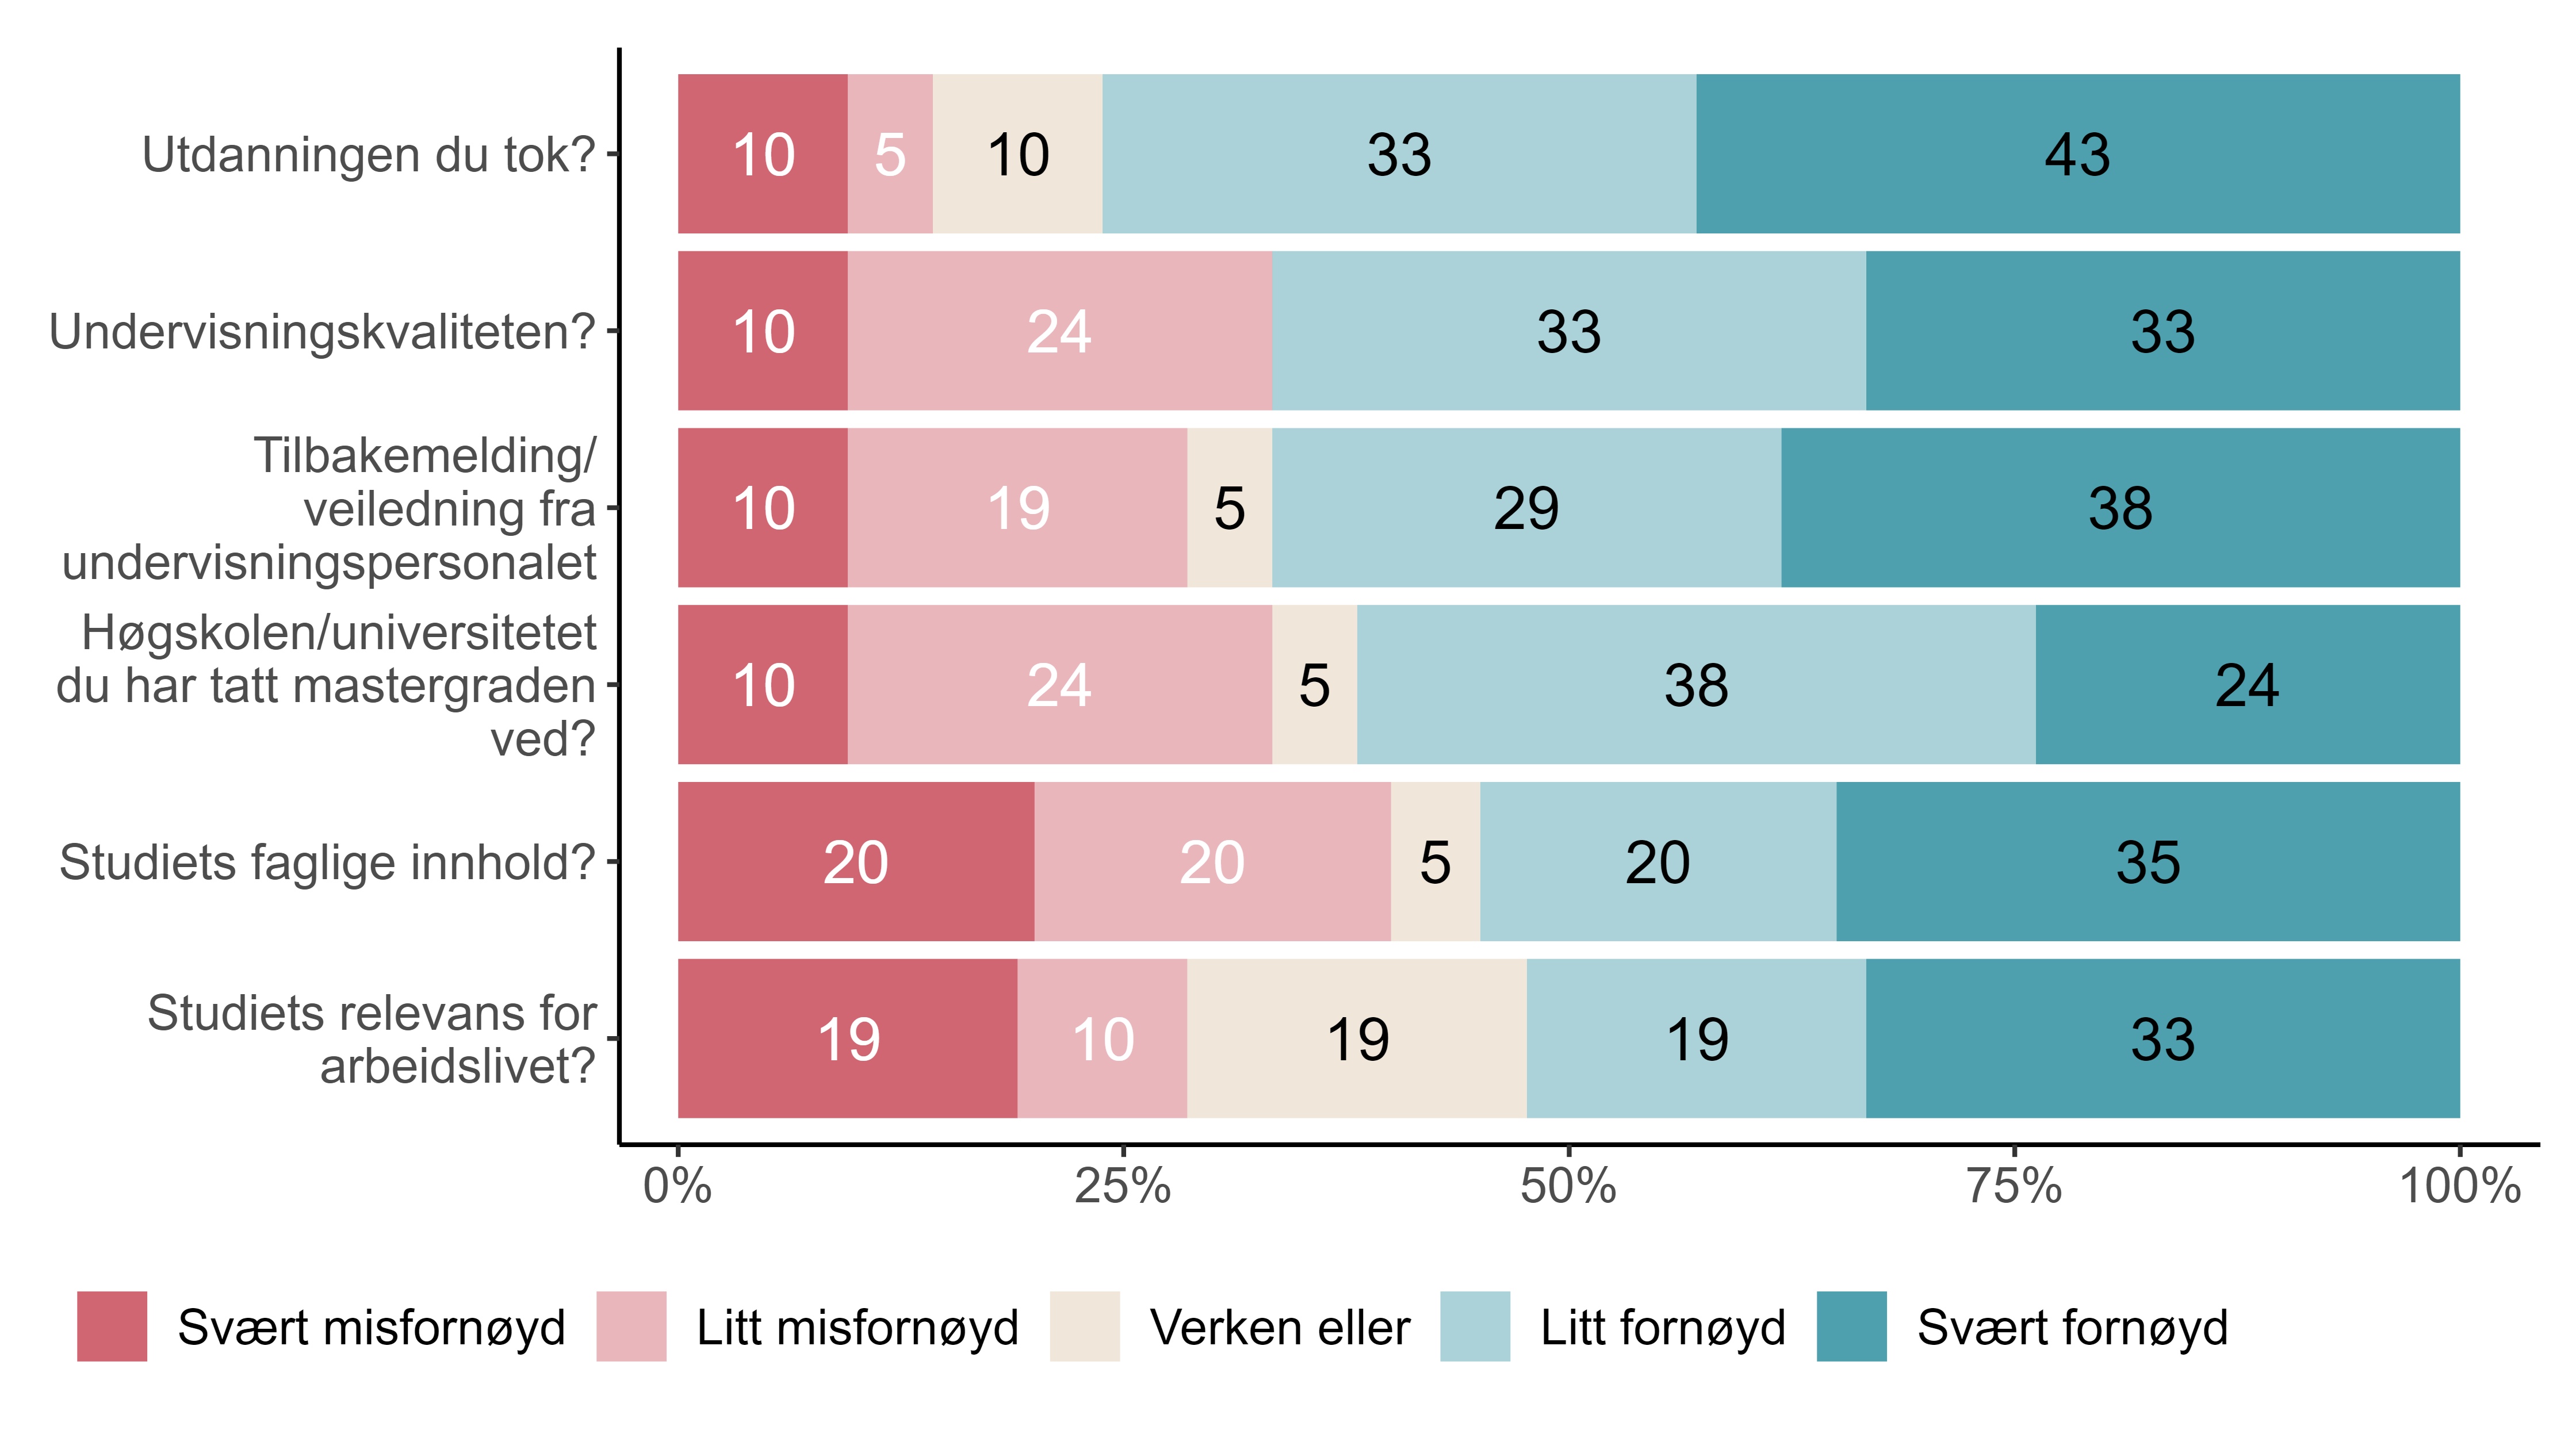 Utdanningen du tok?
10 5 10 33 43
Undervisningskvaliteten?
10 24 33 33
Tilbakemelding/
veiledning fra
undervisningspersonalet
10 19 5 29 38
Høgskolen/universitetet
du har tatt mastergraden
ved?
10 24 5 38 24
Studiets faglige innhold?
20 20 5 20 35
Studiets relevans for
arbeidslivet?
19 10 19 19 33
0% 25% 50% 75% 100%
Svært misfornøyd Litt misfornøyd Verken eller Litt fornøyd Svært fornøyd